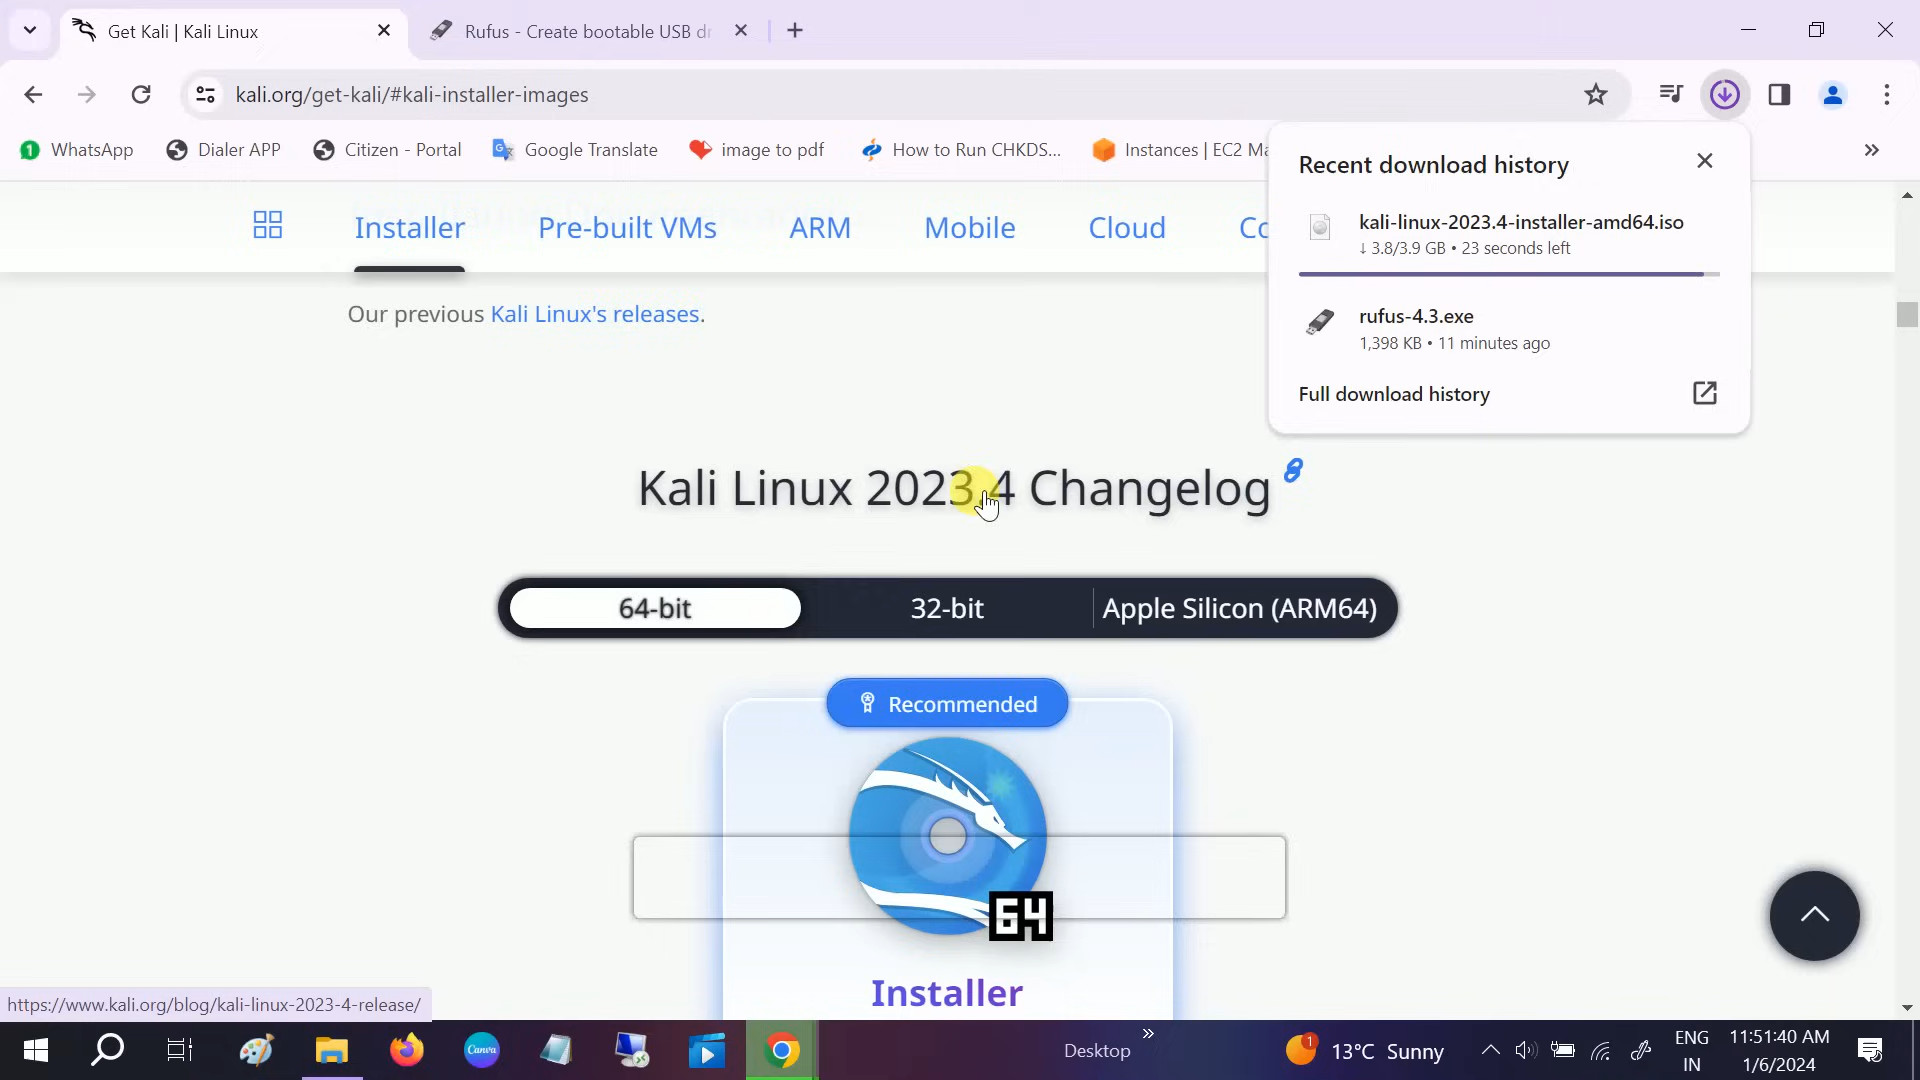 Get Kali | Kali Linux
Rufus - Create bootable USB dr
kali.org/get-kali/#kali-installer-images
1 WhatsApp
Dialer APP
Citizen - Portal
Google Translate
image to pdf
How to Run CHKDS...
Instances | EC2 Ma
Recent download history
kali-linux-2023.4-installer-amd64.iso
↓ 3.8/3.9 GB • 23 seconds left
rufus-4.3.exe
1,398 KB • 11 minutes ago
Full download history
Installer
Pre-built VMs
ARM
Mobile
Cloud
Co
Our previous Kali Linux's releases.
Kali Linux 2023.4 Changelog
64-bit
32-bit
Apple Silicon (ARM64)
Recommended
64
Installer
https://www.kali.org/blog/kali-linux-2023-4-release/
Canva
Desktop
1
13°C Sunny
ENG
IN
11:51:40 AM
1/6/2024